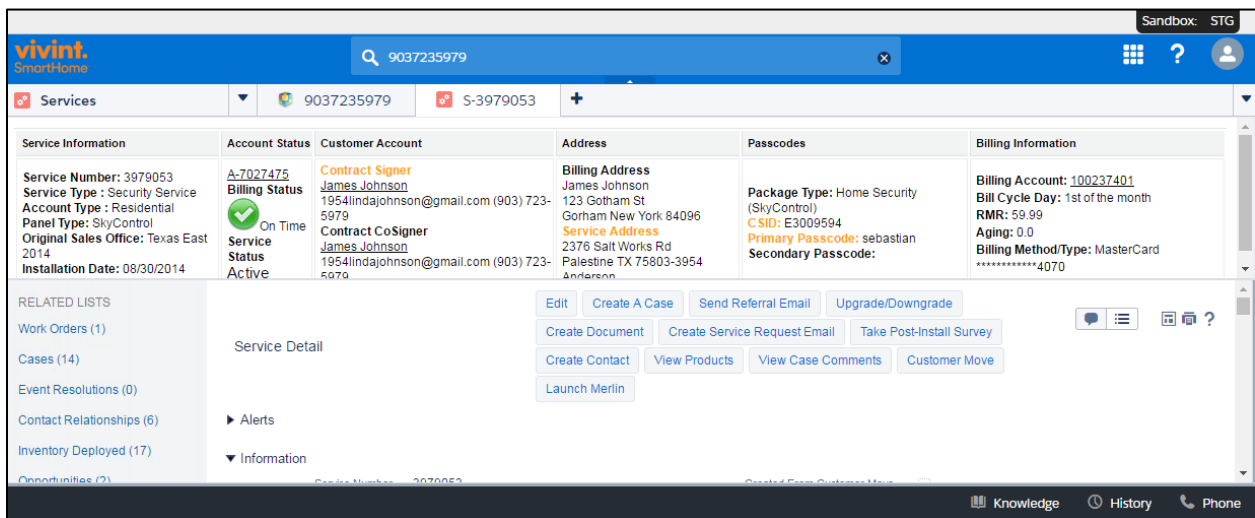 Sandbox: STG
vivint.
SmartHome
9037235979
?
Services
9037235979
S-3979053
+
Service Information
Account Status
Customer Account
Address
Passcodes
Billing Information
Service Number: 3979053
Service Type : Security Service
Account Type : Residential
Panel Type: SkyControl
Original Sales Office: Texas East
2014
Installation Date: 08/30/2014
A-7027475
Billing Status
On Time
Service
Status
Active
Contract Signer
James Johnson
1954lindajohnson@gmail.com (903) 723-
5979
Contract CoSigner
James Johnson
1954lindajohnson@gmail.com (903) 723-
5979
Billing Address
James Johnson
123 Gotham St
Gorham New York 84096
Service Address
2376 Salt Works Rd
Palestine TX 75803-3954
Anderson
Package Type: Home Security
(SkyControl)
CSID: E3009594
Primary Passcode: sebastian
Secondary Passcode:
Billing Account: 100237401
Bill Cycle Day: 1st of the month
RMR: 59.99
Aging: 0.0
Billing Method/Type: MasterCard
************4070
RELATED LISTS
Work Orders (1)
Cases (14)
Event Resolutions (0)
Contact Relationships (6)
Inventory Deployed (17)
Opportunities (2)
Service Detail
Edit
Create A Case
Send Referral Email
Upgrade/Downgrade
Create Document
Create Service Request Email
Take Post-Install Survey
Create Contact
View Products
View Case Comments
Customer Move
Launch Merlin
?
Alerts
Information
Service Number 3979053
Created From Customer Move
Knowledge
History
Phone